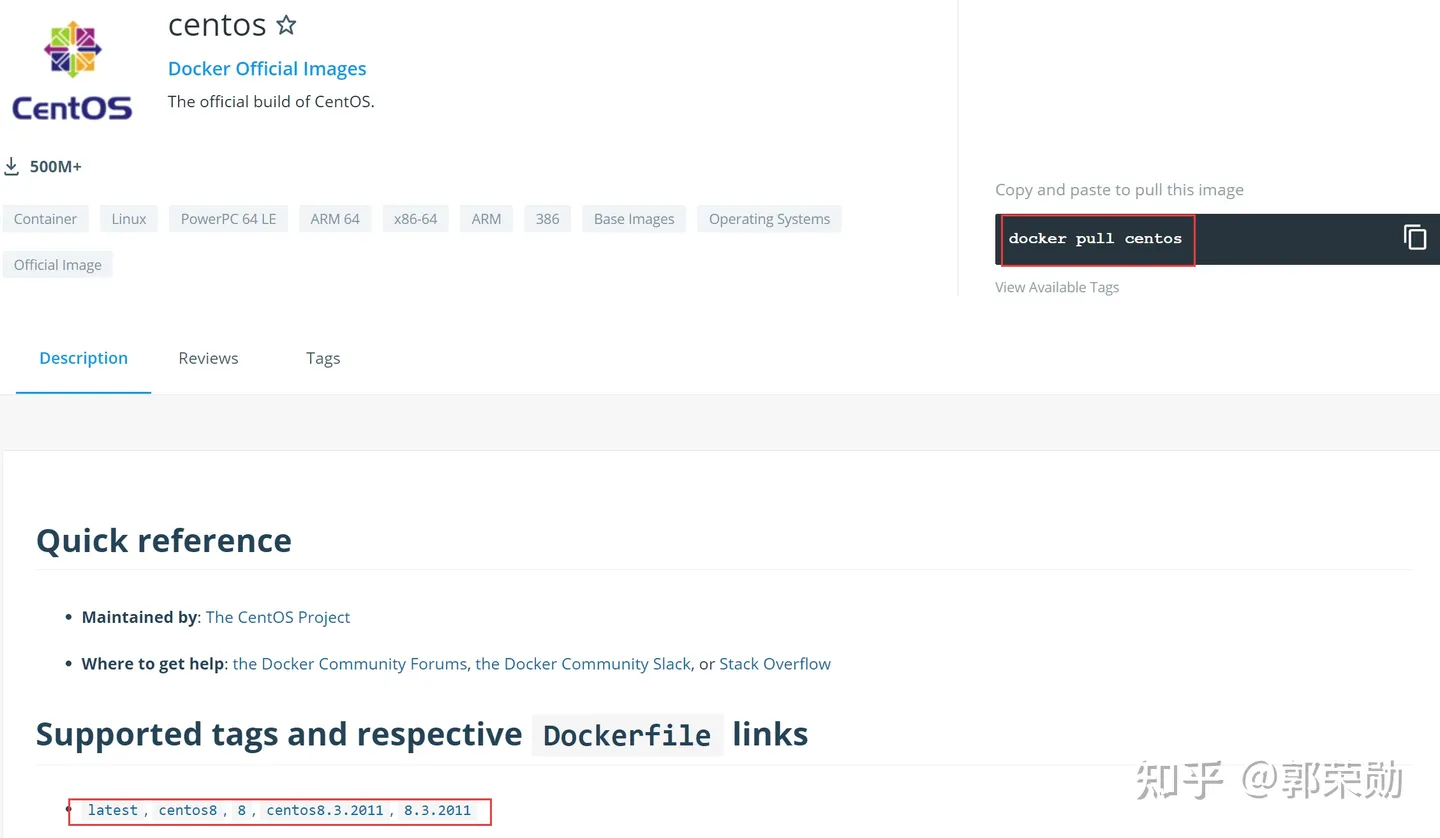 centos
Docker Official Images
CentOS
The official build of CentOS.
500M+
Container Linux PowerPC 64 LE ARM 64 x86-64 ARM 386 Base Images Operating Systems
Official Image
Copy and paste to pull this image
docker pull centos
View Available Tags
Description Reviews Tags
Quick reference
• Maintained by: The CentOS Project
• Where to get help: the Docker Community Forums, the Docker Community Slack, or Stack Overflow
Supported tags and respective Dockerfile links
• latest, centos8, 8, centos8.3.2011, 8.3.2011
知乎 @郭荣勋